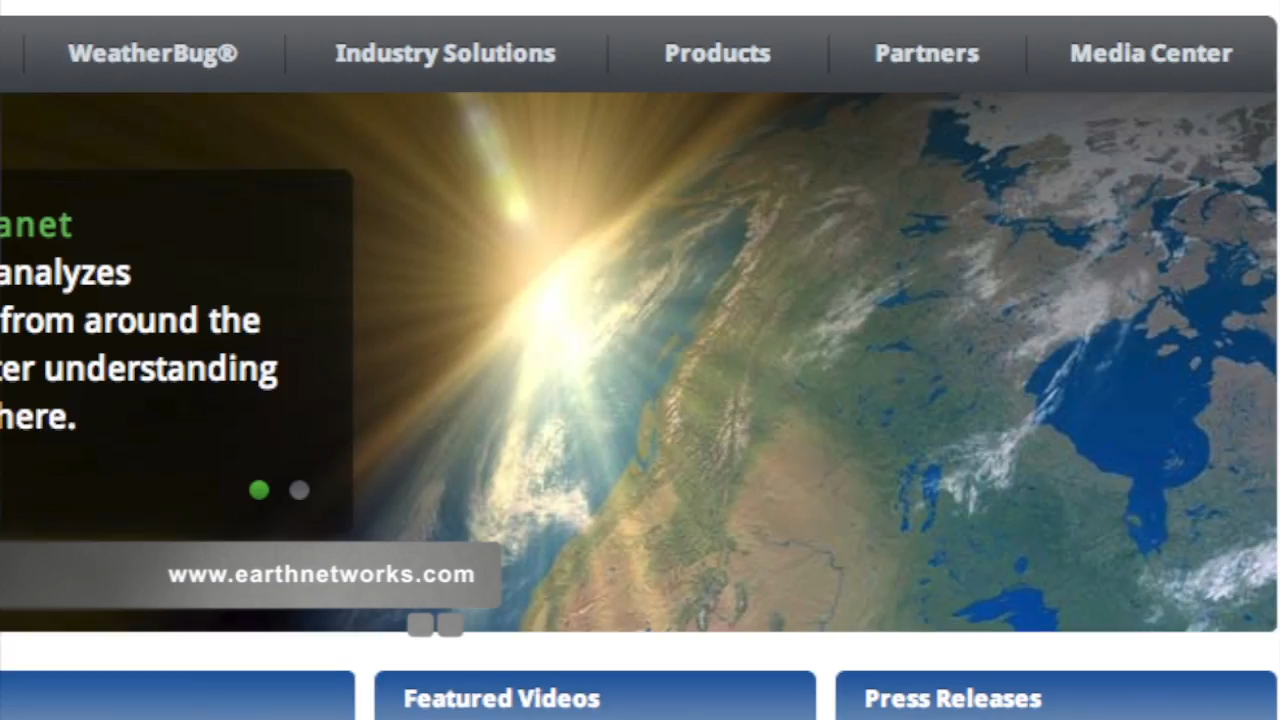 WeatherBug® Industry Solutions Products Partners Media Center
anet
analyzes
from around the
ter understanding
here.
www.earthnetworks.com
Featured Videos Press Releases